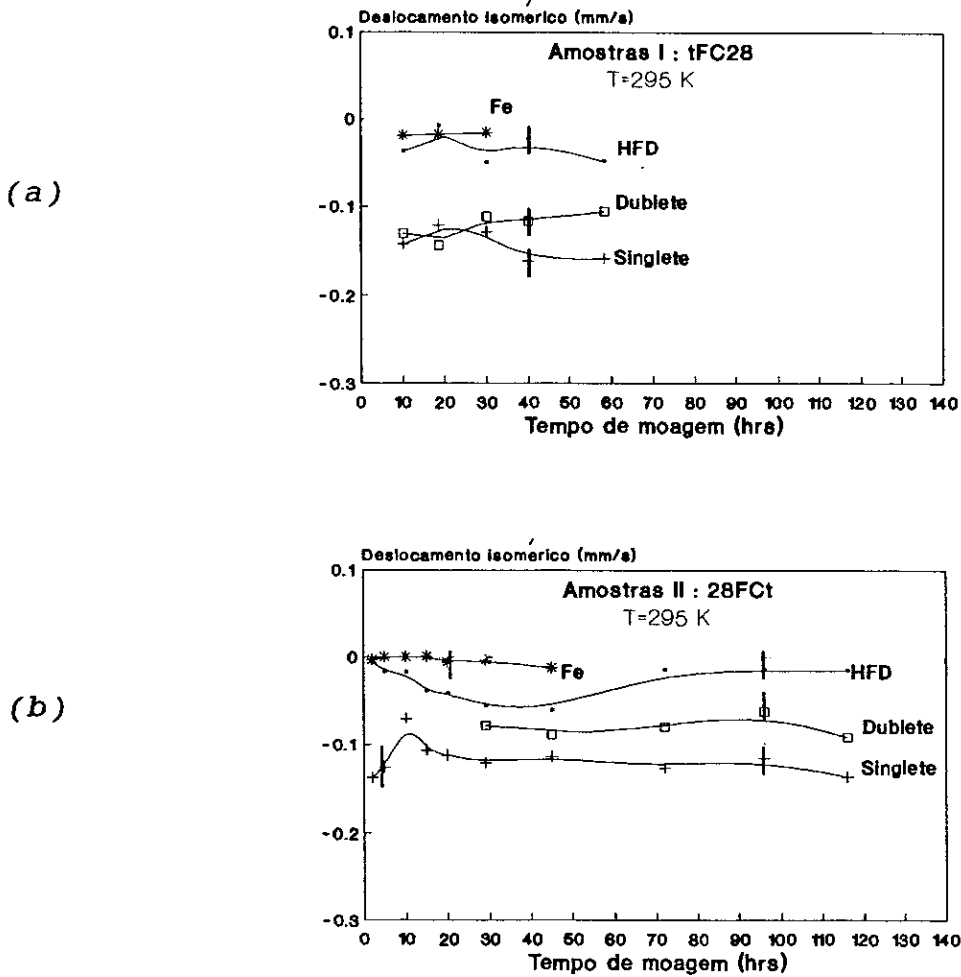 Deslocamento isomérico (mm/s)
0.1
Amostras I : tFC28
T=295 K
Fe
0
HFD
(a)
-0.1
Dublete
Singlete
-0.2
-0.3
0 10 20 30 40 50 60 70 80 90 100 110 120 130 140
Tempo de moagem (hrs)
Deslocamento isomérico (mm/s)
0.1
Amostras II : 28FCt
T=295 K
0
Fe
HFD
(b)
Dublete
-0.1
Singlete
-0.2
-0.3
0 10 20 30 40 50 60 70 80 90 100 110 120 130 140
Tempo de moagem (hrs)